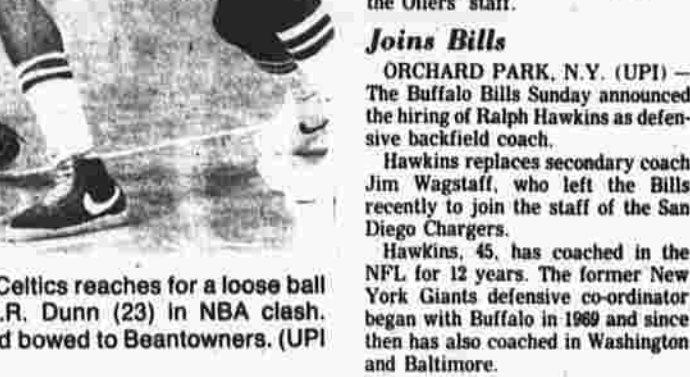 Celtics reaches for a loose ball
.R. Dunn (23) in NBA clash.
d bowed to Beantowners. (UPI
the Oilers' staff.
Joins Bills
ORCHARD PARK, N.Y. (UPI) —
The Buffalo Bills Sunday announced
the hiring of Ralph Hawkins as defen-
sive backfield coach.
Hawkins replaces secondary coach
Jim Wagstaff, who left the Bills
recently to join the staff of the San
Diego Chargers.
Hawkins, 45, has coached in the
NFL for 12 years. The former New
York Giants defensive co-ordinator
began with Buffalo in 1969 and since
then has also coached in Washington
and Baltimore.